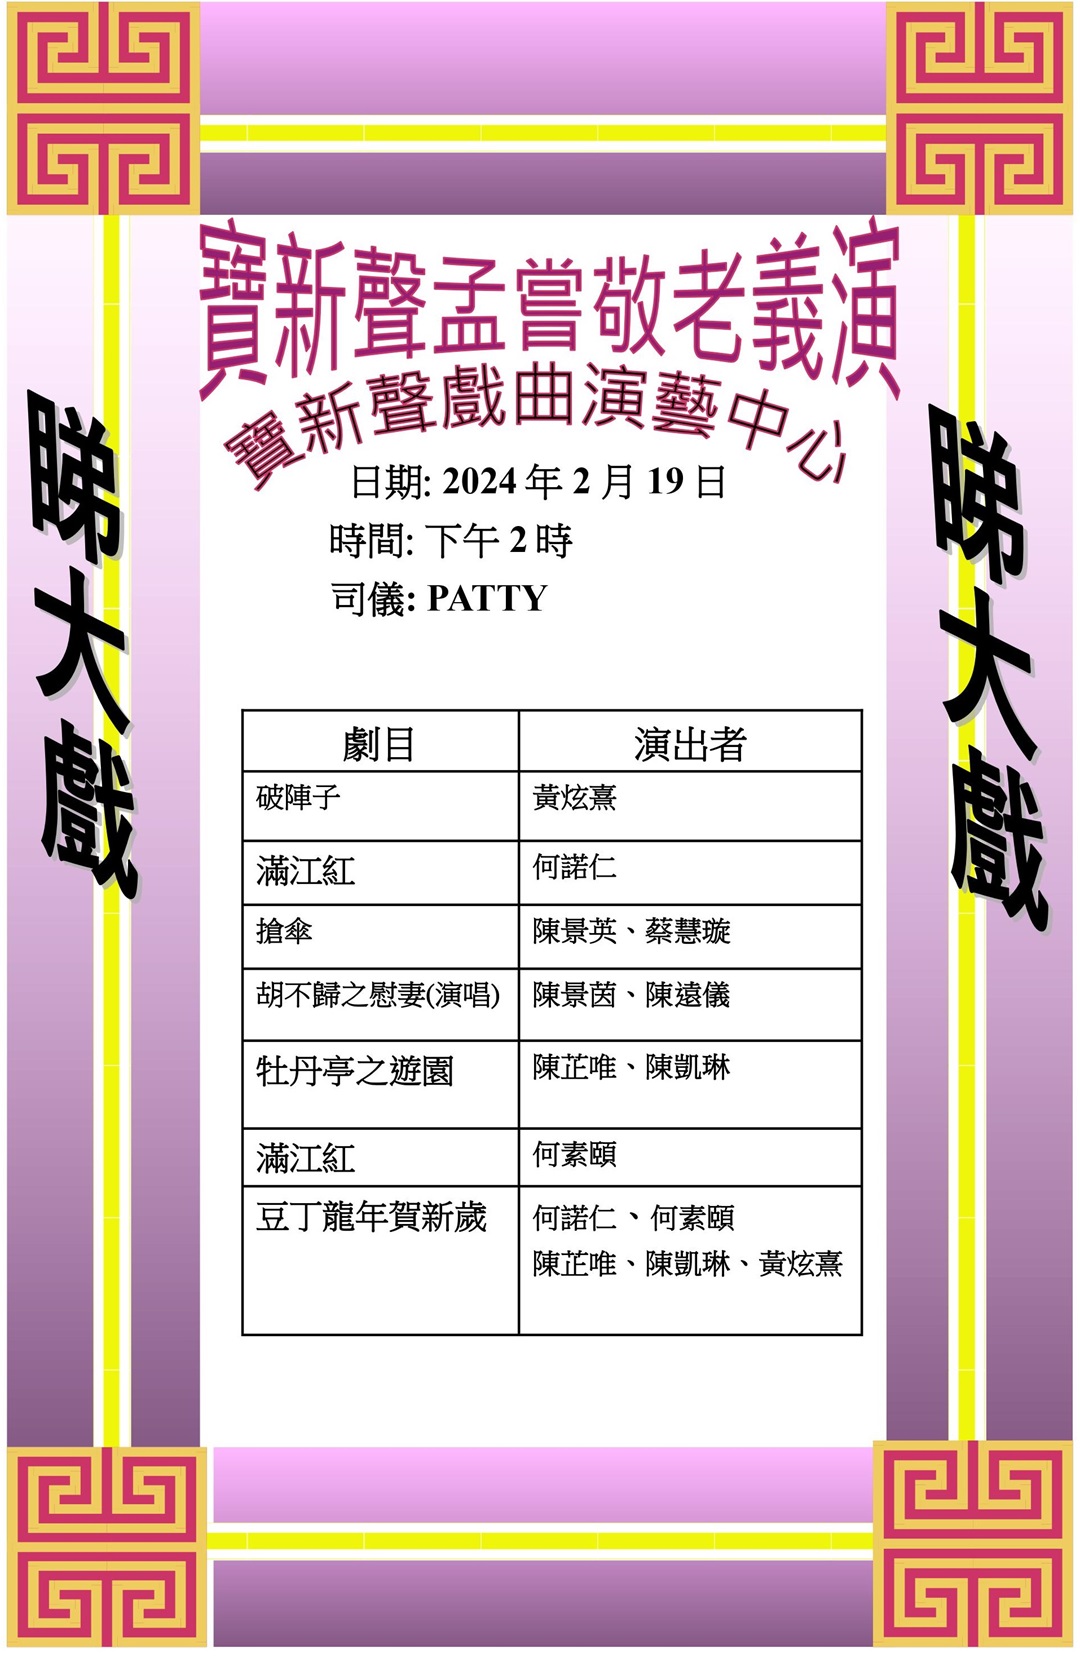 寶新聲孟嘗敬老義演
寶新聲戲曲演藝中心
日期: 2024年2月19日
時間: 下午2時
司儀: PATTY
睇大戲
睇大戲
劇目 演出者
破陣子 黃炫熹
滿江紅 何諾仁
搶傘 陳景英、蔡慧璇
胡不歸之慰妻(演唱) 陳景茵、陳遠儀
牡丹亭之遊園 陳芷唯、陳凱琳
滿江紅 何素頤
豆丁龍年賀新歲 何諾仁、何素頤
陳芷唯、陳凱琳、黃炫熹